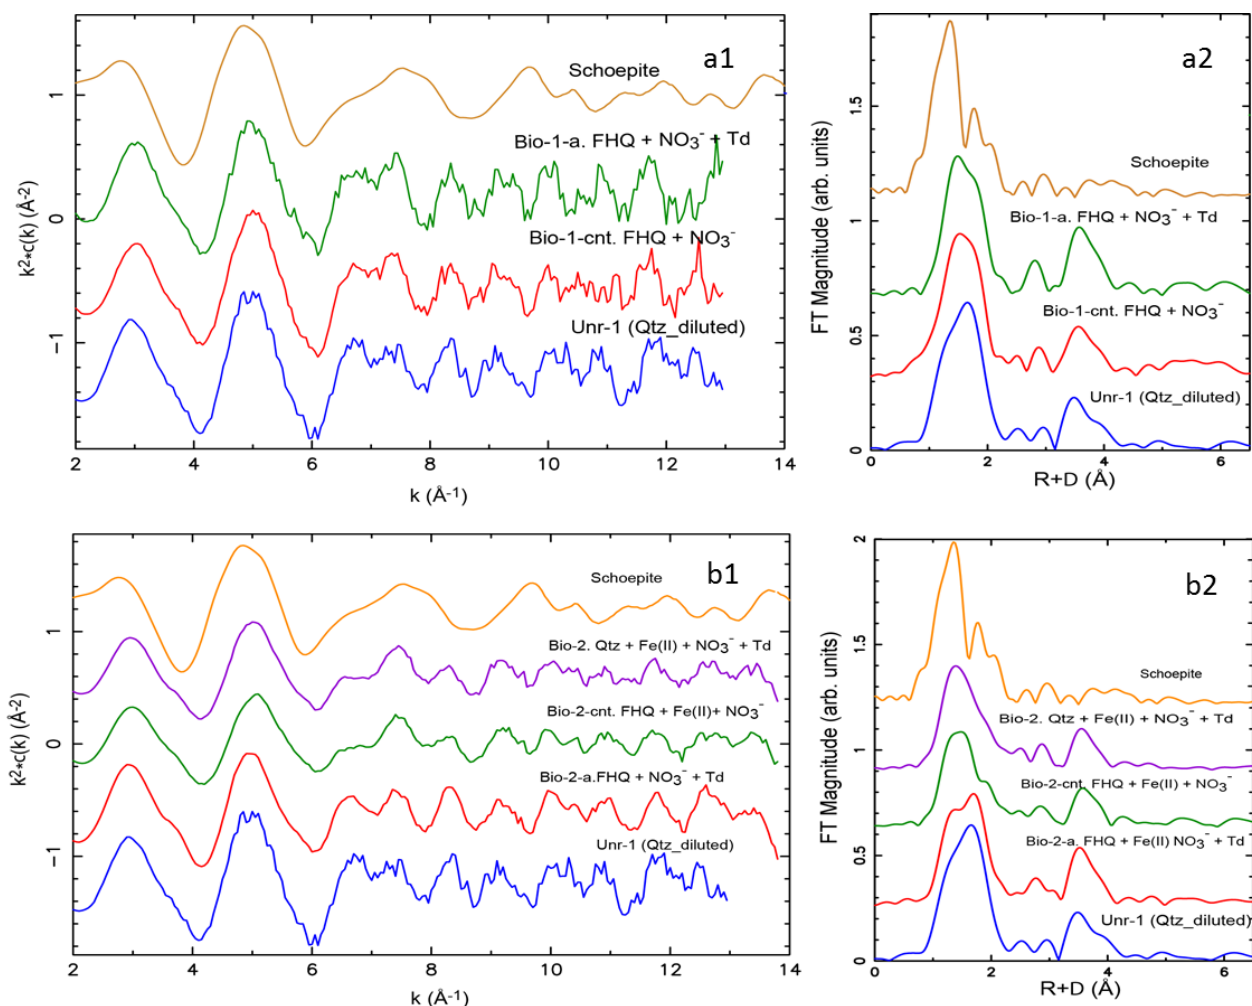 a1
Schoepite
Bio-1-a. FHQ + NO₃⁻ + Td
Bio-1-cnt. FHQ + NO₃⁻
Unr-1 (Qtz_diluted)
k²*c(k) (Å⁻²)
1
0
−1
2 4 6 8 10 12 14
k (Å⁻¹)
a2
Schoepite
Bio-1-a. FHQ + NO₃⁻ + Td
Bio-1-cnt. FHQ + NO₃⁻
Unr-1 (Qtz_diluted)
FT Magnitude (arb. units)
1.5
1
0.5
0
0 2 4 6
R+D (Å)
b1
Schoepite
Bio-2. Qtz + Fe(II) + NO₃⁻ + Td
Bio-2-cnt. FHQ + Fe(II)+ NO₃⁻
Bio-2-a.FHQ + NO₃⁻ + Td
Unr-1 (Qtz_diluted)
k²*c(k) (Å⁻²)
1
0
−1
2 4 6 8 10 12 14
k (Å⁻¹)
b2
Schoepite
Bio-2. Qtz + Fe(II) + NO₃⁻ + Td
Bio-2-cnt. FHQ + Fe(II) + NO₃⁻
Bio-2-a. FHQ + Fe(II) NO₃⁻ + Td
Unr-1 (Qtz_diluted)
FT Magnitude (arb. units)
2
1.5
1
0.5
0
0 2 4 6
R+D (Å)